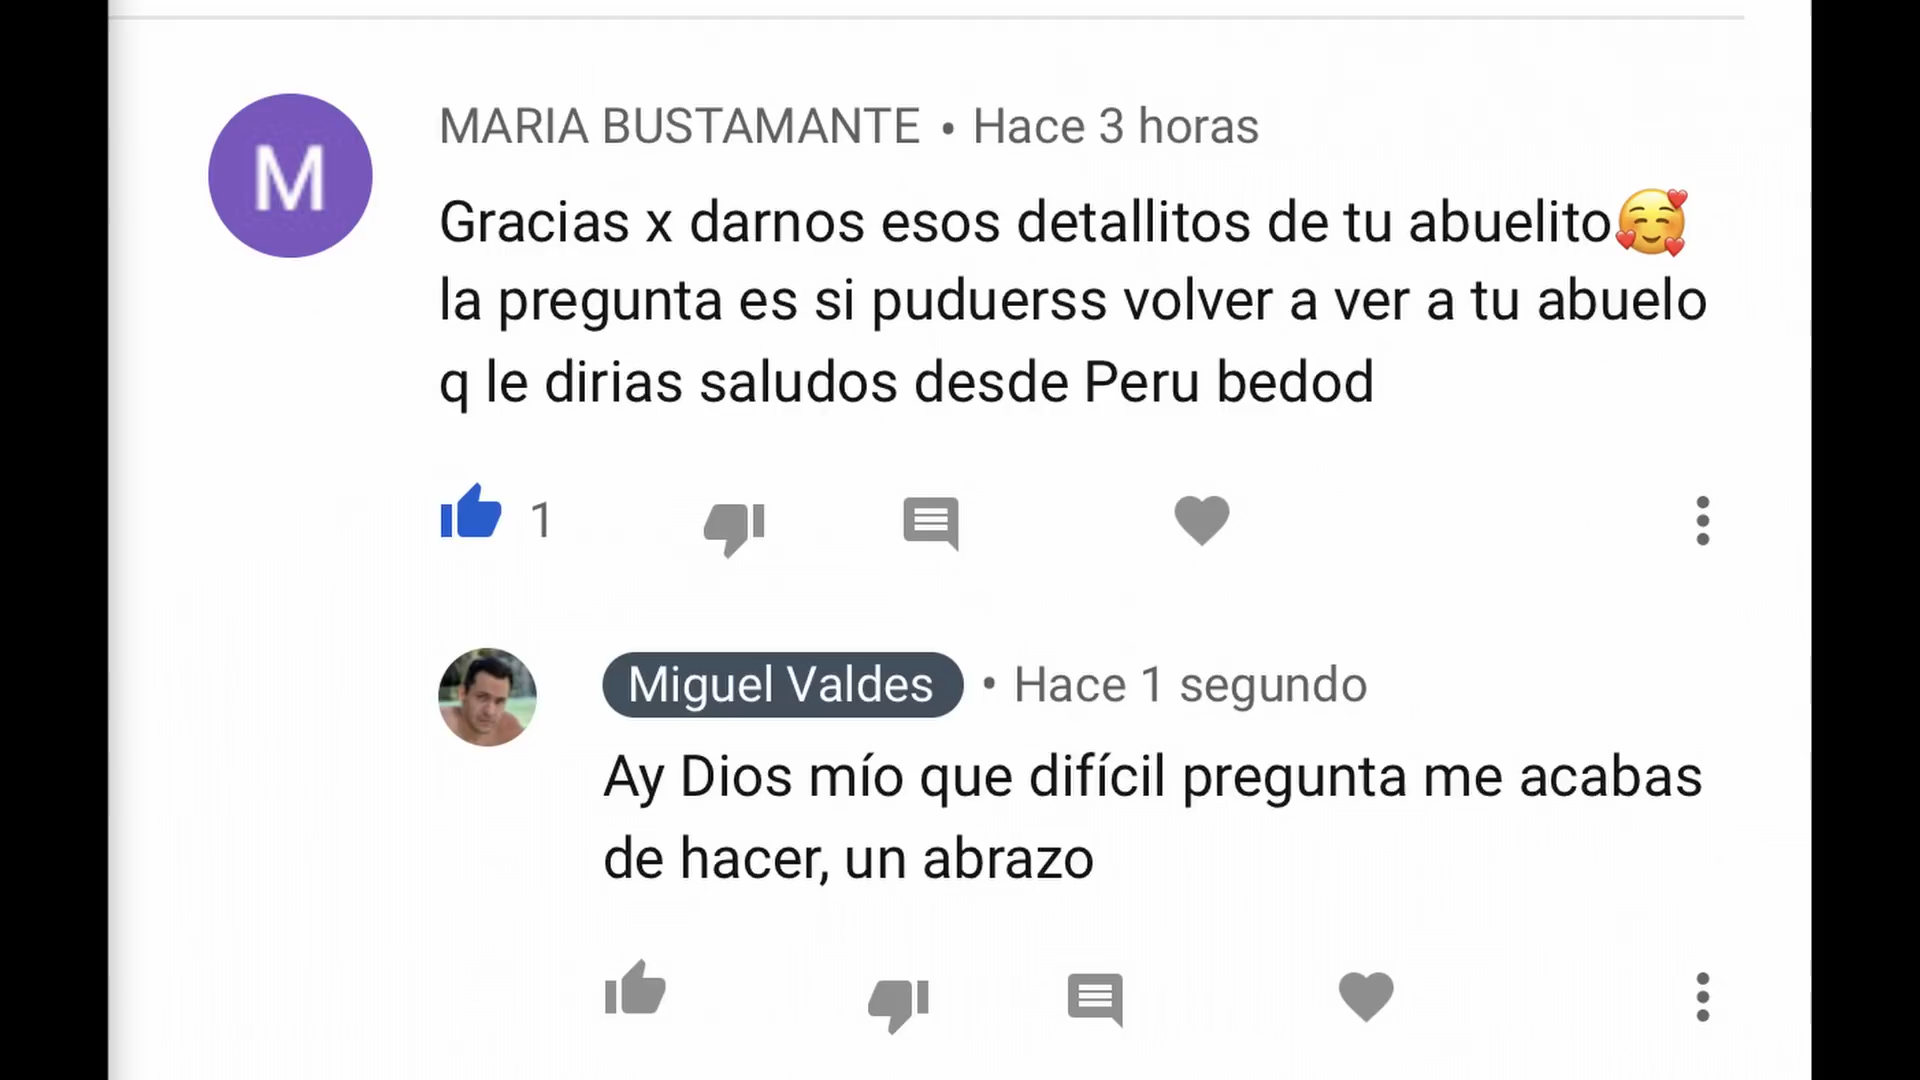 MARIA BUSTAMANTE • Hace 3 horas
M
Gracias x darnos esos detallitos de tu abuelito🥰
la pregunta es si puduerss volver a ver a tu abuelo
q le dirias saludos desde Peru bedod
1
Miguel Valdes • Hace 1 segundo
Ay Dios mío que difícil pregunta me acabas
de hacer, un abrazo